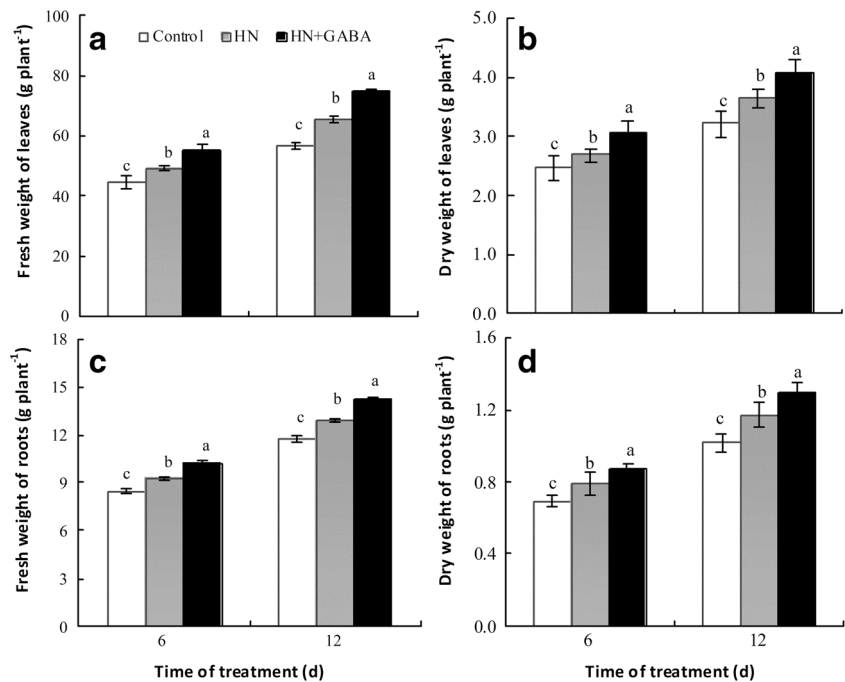 a
Control HN HN+GABA
Fresh weight of leaves (g plant⁻¹)
100
80
60
40
20
0
c b a
c b a
b
Dry weight of leaves (g plant⁻¹)
5.0
4.0
3.0
2.0
1.0
0.0
c b a
c b a
c
Fresh weight of roots (g plant⁻¹)
18
15
12
9
6
3
0
c b a
c b a
6 12
Time of treatment (d)
d
Dry weight of roots (g plant⁻¹)
1.6
1.2
0.8
0.4
0.0
c b a
c b a
6 12
Time of treatment (d)